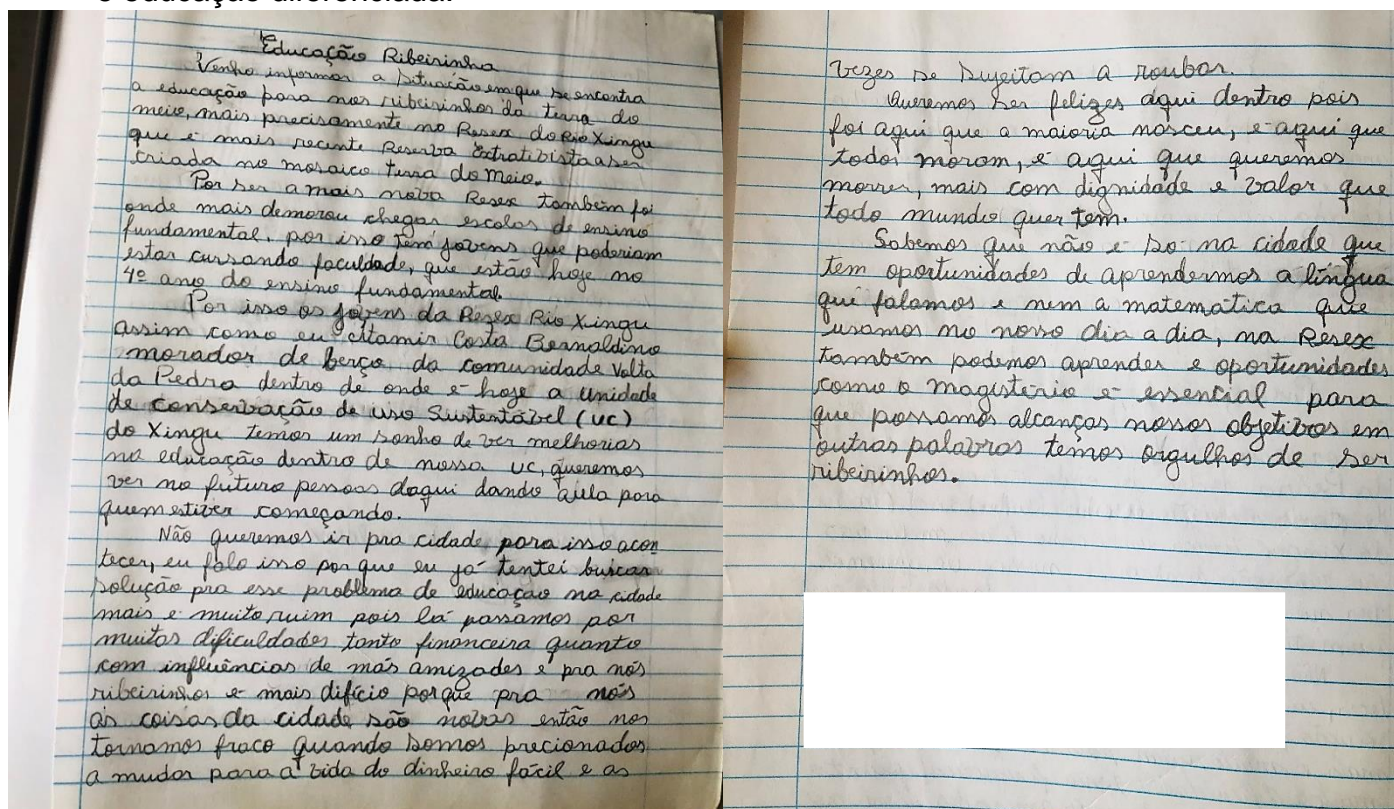 e educação diferenciada.
Educação Ribeirinha
Venho informar a situação em que se encontra
a educação para nós ribeirinhos da terra do
meio, mais precisamente na Resex do Rio Xingu
que é mais recente Reserva Extrativista a ser
criada no mosaico terra do meio.
Por ser a mais nova Resex também foi
onde mais demorou chegar escolas de ensino
fundamental, por isso tem jovens que poderiam
estar cursando faculdade, que estão hoje no
4º ano do ensino fundamental.
Por isso os jovens da Resex Rio Xingu
assim como eu eltamir Costa Bernaldino
morador de berço da comunidade Volta
da Pedra dentro de onde é hoje a unidade
de conservação de uso Sustentável (UC)
do Xingu temos um sonho de ver melhorias
na educação dentro de nossa UC, queremos
ver no futuro pessoas daqui dando aula para
quem estiver começando.
Não queremos ir pra cidade para isso acon
tecer, eu falo isso por que eu já tentei buscar
solução pra esse problema de educação na cidade
mais é muito ruim pois lá passamos por
muitas dificuldades tanto financeira quanto
com influências de más amizades e pra nós
ribeirinhos é mais difício porque pra nós
as coisas da cidade são novas então nos
tornamos fraco quando somos precionados
a mudar para a vida do dinheiro fácil e as
vezes se sujeitam a roubar.
Queremos ser felizes aqui dentro pois
foi aqui que a maioria nasceu, é aqui que
todos moram, é aqui que queremos
morrer, mais com dignidade e valor que
todo mundo quer tem.
Sabemos que não é só na cidade que
tem oportunidades de aprendermos a língua
qui falamos e nem a matemática que
usamos no nosso dia a dia, na Resex
também podemos aprender e oportunidades
como o magistério é essential para
que possamos alcanças nossos objetivos em
outras palavras temos orgulhos de ser
ribeirinhos.